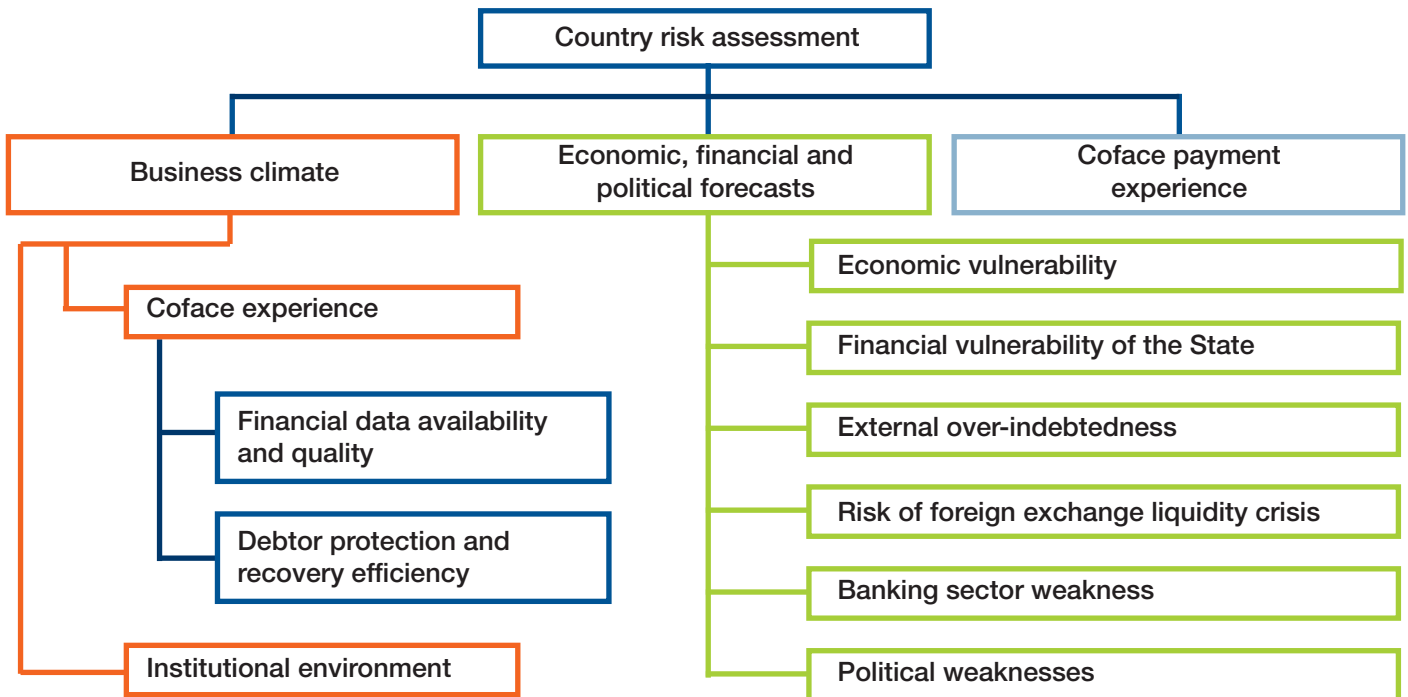 Country risk assessment
Business climate
Economic, financial and
political forecasts
Coface payment
experience
Coface experience
Financial data availability
and quality
Debtor protection and
recovery efficiency
Institutional environment
Economic vulnerability
Financial vulnerability of the State
External over-indebtedness
Risk of foreign exchange liquidity crisis
Banking sector weakness
Political weaknesses